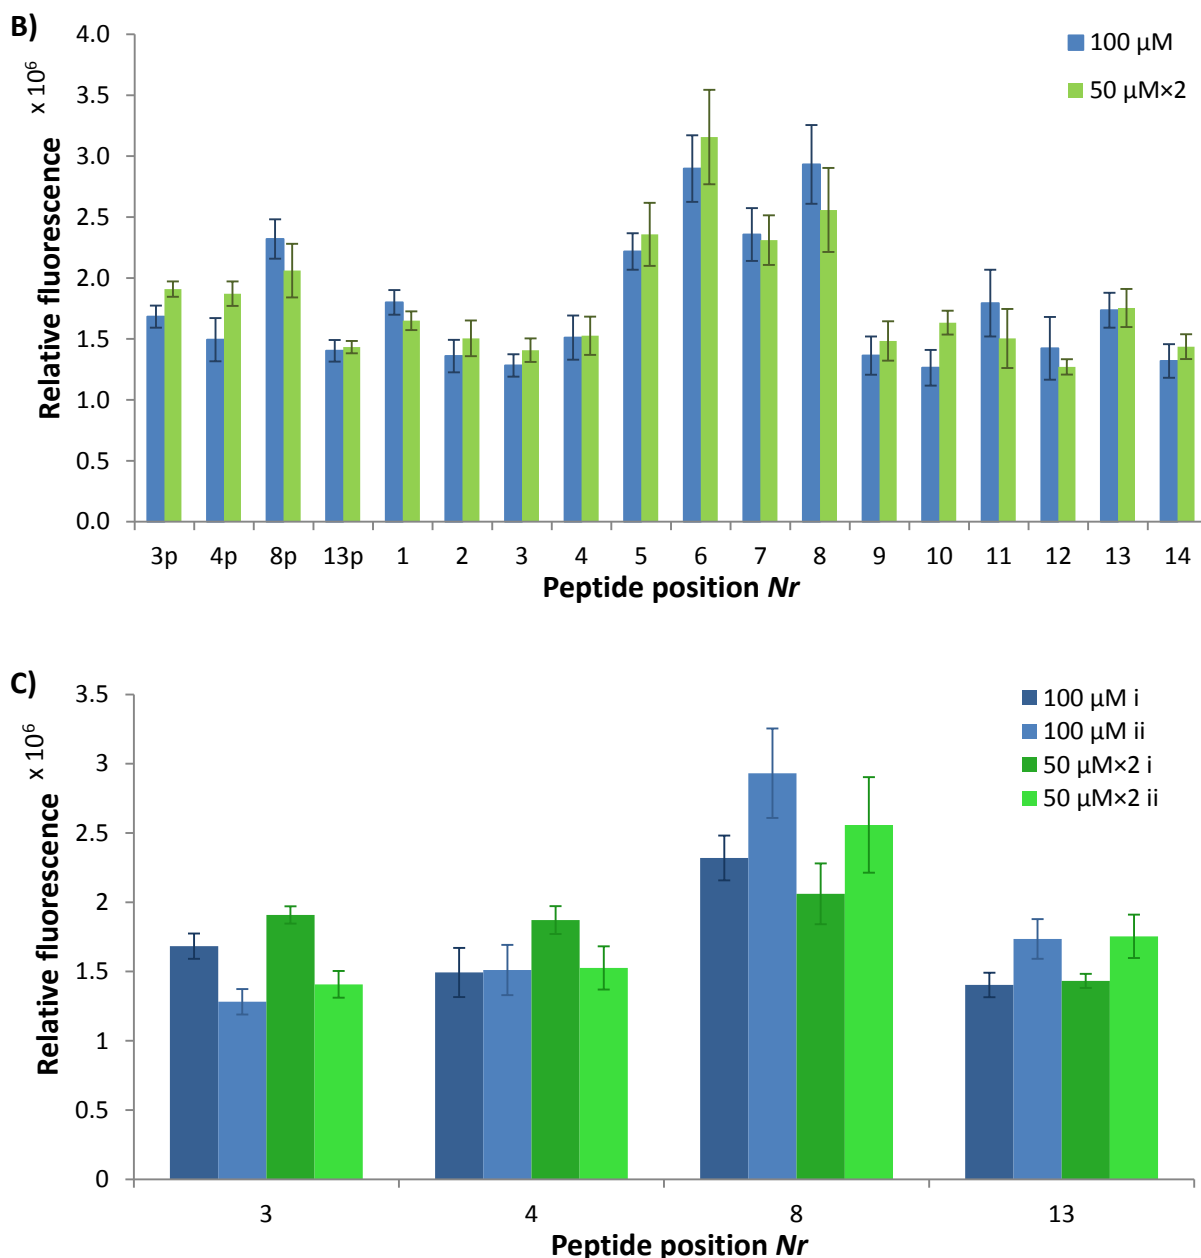 B)
4.0
3.5
3.0
2.5
2.0
1.5
1.0
0.5
0.0
Relative fluorescence x 10⁶
100 µM
50 µM×2
3p 4p 8p 13p 1 2 3 4 5 6 7 8 9 10 11 12 13 14
Peptide position Nr
C)
3.5
3
2.5
2
1.5
1
0.5
0
Relative fluorescence x 10⁶
100 µM i
100 µM ii
50 µM×2 i
50 µM×2 ii
3 4 8 13
Peptide position Nr